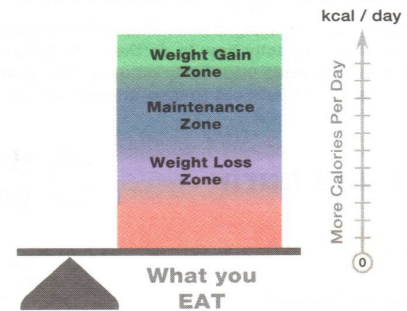 kcal / day
Weight Gain
Zone
Maintenance
Zone
Weight Loss
Zone
More Calories Per Day
0
What you
EAT